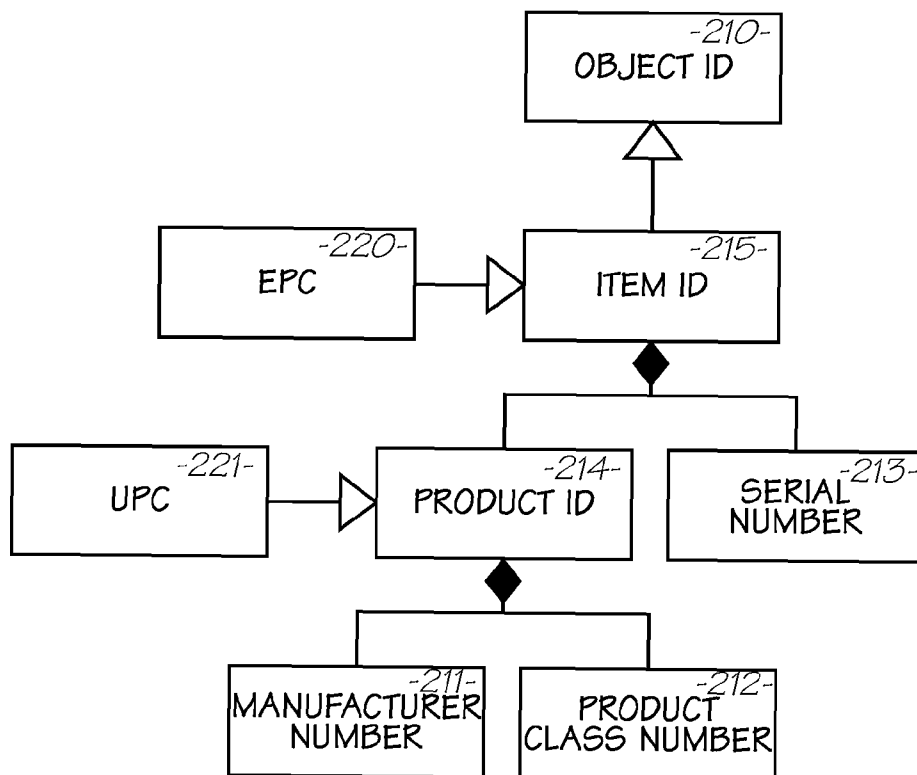 -210-
OBJECT ID
-220-
EPC
-215-
ITEM ID
-221-
UPC
-214-
PRODUCT ID
-213-
SERIAL
NUMBER
-211-
MANUFACTURER
NUMBER
-212-
PRODUCT
CLASS NUMBER